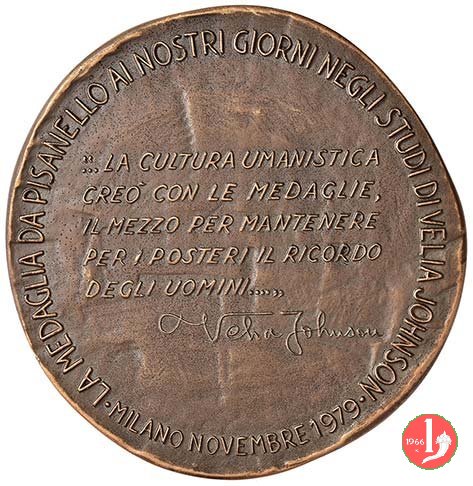 · LA MEDAGLIA DA PISANELLO AI NOSTRI GIORNI NEGLI STUDI DI VELIA JOHNSON ·
"...LA CULTURA UMANISTICA
CREÒ CON LE MEDAGLIE,
IL MEZZO PER MANTENERE
PER I POSTERI IL RICORDO
DEGLI UOMINI....."
Velia Johnson
MILANO NOVEMBRE 1979
1966